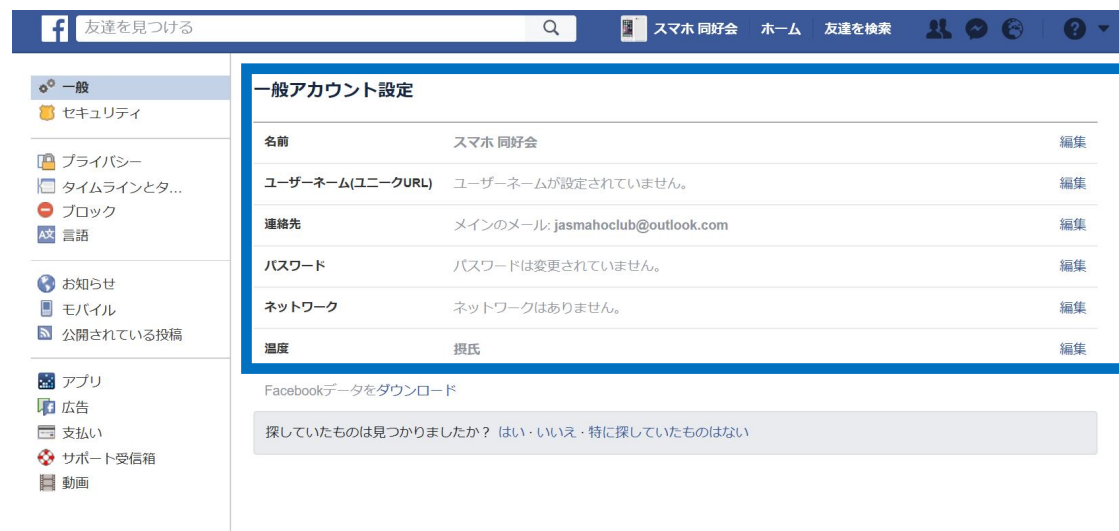 f 友達を見つける スマホ 同好会 ホーム 友達を検索
一般
セキュリティ
プライバシー
タイムラインとタ...
ブロック
言語
お知らせ
モバイル
公開されている投稿
アプリ
広告
支払い
サポート受信箱
動画
一般アカウント設定
名前 スマホ 同好会 編集
ユーザーネーム(ユニークURL) ユーザーネームが設定されていません。 編集
連絡先 メインのメール: jasmahoclub@outlook.com 編集
パスワード パスワードは変更されていません。 編集
ネットワーク ネットワークはありません。 編集
温度 摂氏 編集
Facebookデータをダウンロード
探していたものは見つかりましたか？ はい · いいえ · 特に探していたものはない